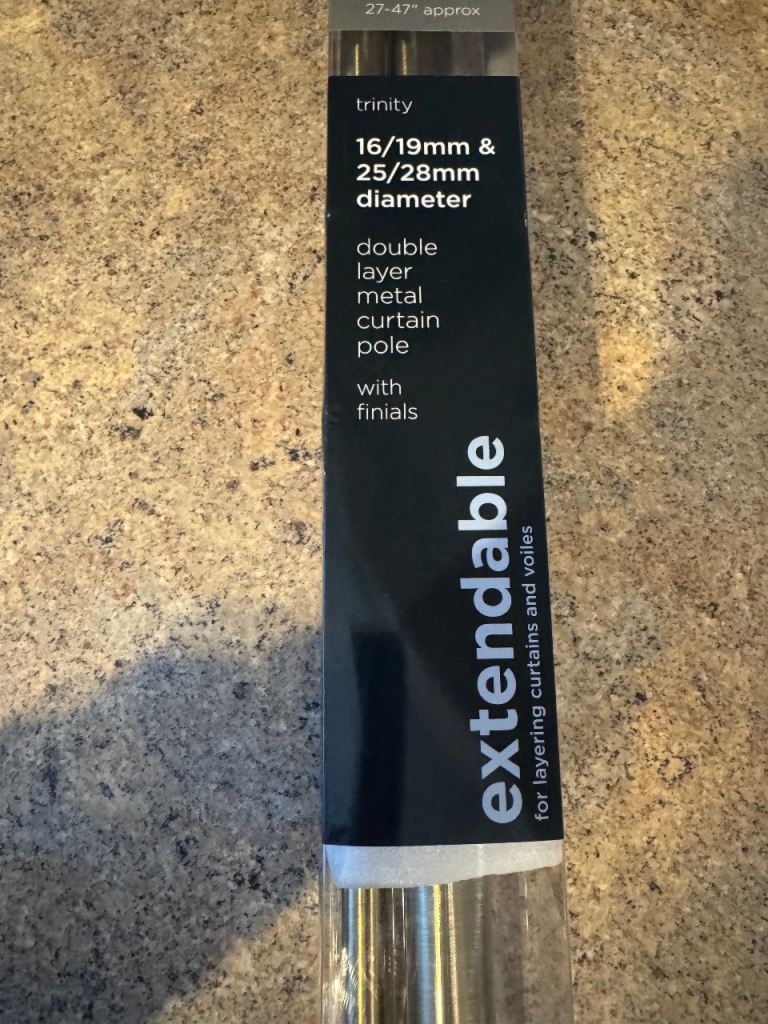 27-47" approx
trinity
16/19mm &
25/28mm
diameter
double
layer
metal
curtain
pole
with
finials
extendable
for layering curtains and voiles